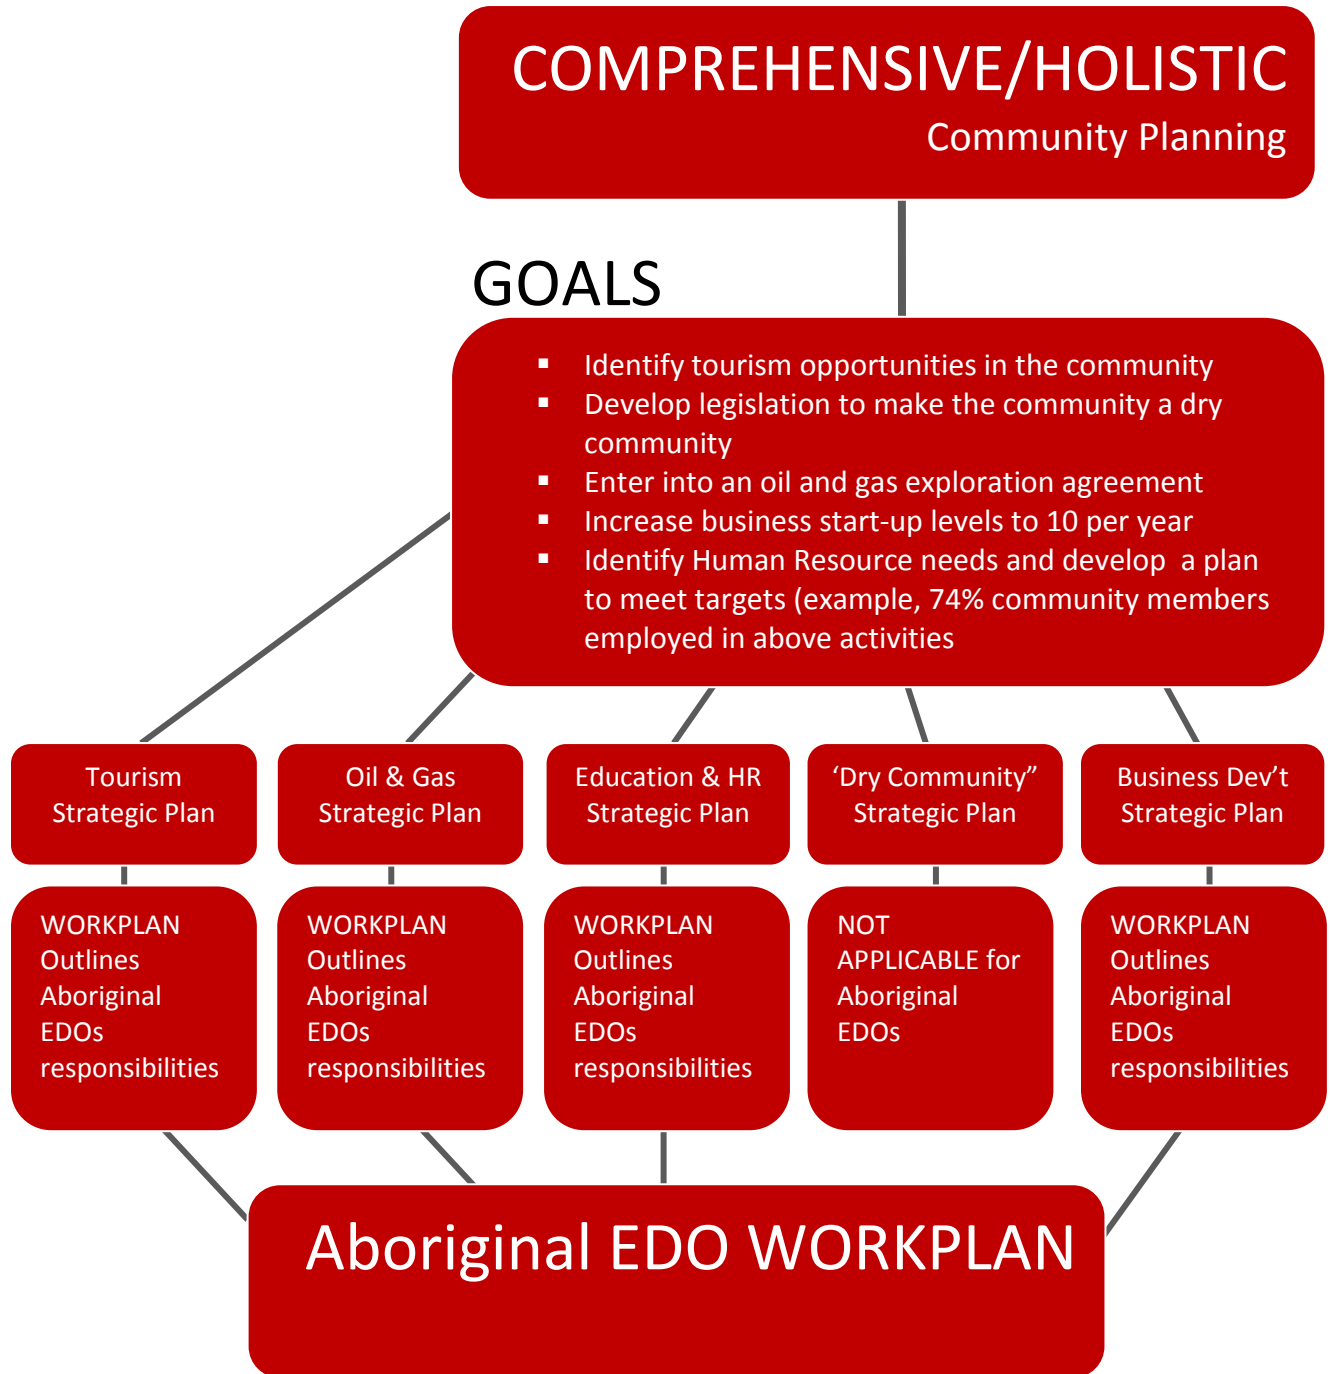 COMPREHENSIVE/HOLISTIC
Community Planning
GOALS
▪ Identify tourism opportunities in the community
▪ Develop legislation to make the community a dry
community
▪ Enter into an oil and gas exploration agreement
▪ Increase business start-up levels to 10 per year
▪ Identify Human Resource needs and develop  a plan
to meet targets (example, 74% community members
employed in above activities
Tourism
Strategic Plan
Oil & Gas
Strategic Plan
Education & HR
Strategic Plan
‘Dry Community”
Strategic Plan
Business Dev’t
Strategic Plan
WORKPLAN
Outlines
Aboriginal
EDOs
responsibilities
WORKPLAN
Outlines
Aboriginal
EDOs
responsibilities
WORKPLAN
Outlines
Aboriginal
EDOs
responsibilities
NOT
APPLICABLE for
Aboriginal
EDOs
WORKPLAN
Outlines
Aboriginal
EDOs
responsibilities
Aboriginal EDO WORKPLAN